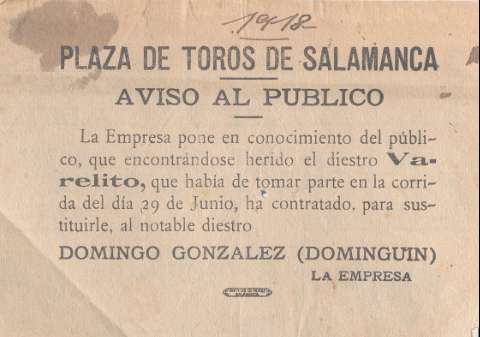 1918
PLAZA DE TOROS DE SALAMANCA
AVISO AL PUBLICO
La Empresa pone en conocimiento del públi-
co, que encontrándose herido el diestro Va-
relito, que había de tomar parte en la corri-
da del día 29 de Junio, ha contratado, para sus-
tituirle, al notable diestro
DOMINGO GONZALEZ (DOMINGUIN)
LA EMPRESA
SALAMANCA